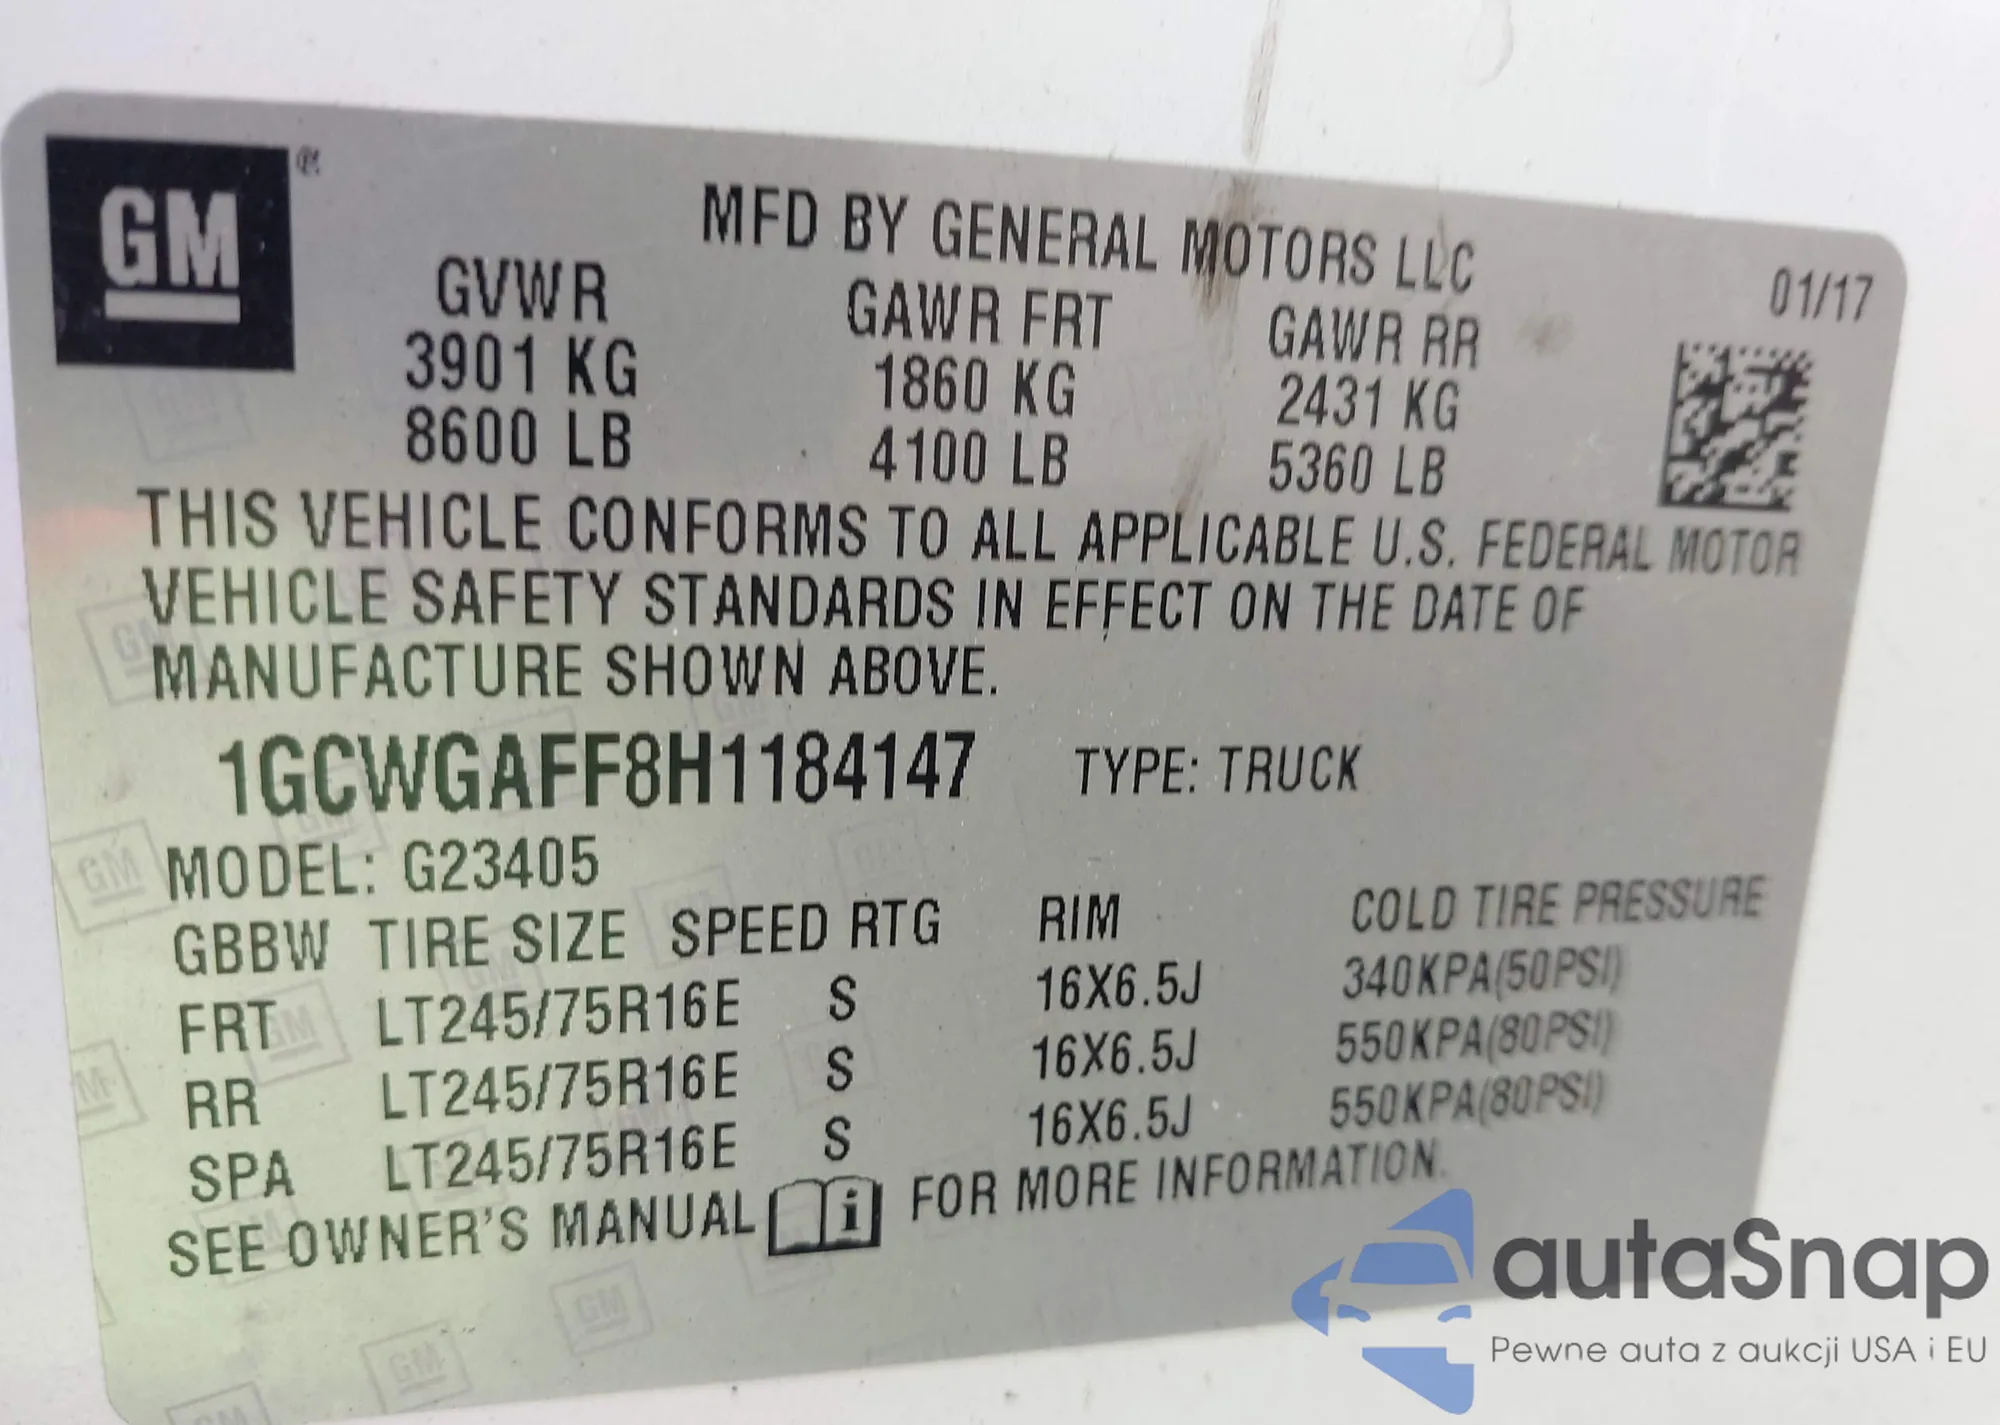 GM®
MFD BY GENERAL MOTORS LLC
01/17
GVWR GAWR FRT GAWR RR
3901 KG 1860 KG 2431 KG
8600 LB 4100 LB 5360 LB
THIS VEHICLE CONFORMS TO ALL APPLICABLE U.S. FEDERAL MOTOR
VEHICLE SAFETY STANDARDS IN EFFECT ON THE DATE OF
MANUFACTURE SHOWN ABOVE.
1GCWGAFF8H1184147 TYPE: TRUCK
MODEL: G23405
GBBW TIRE SIZE SPEED RTG RIM COLD TIRE PRESSURE
FRT LT245/75R16E S 16X6.5J 340KPA(50PSI)
RR LT245/75R16E S 16X6.5J 550KPA(80PSI)
SPA LT245/75R16E S 16X6.5J 550KPA(80PSI)
SEE OWNER'S MANUAL i FOR MORE INFORMATION.
autaSnap
Pewne auta z aukcji USA i EU